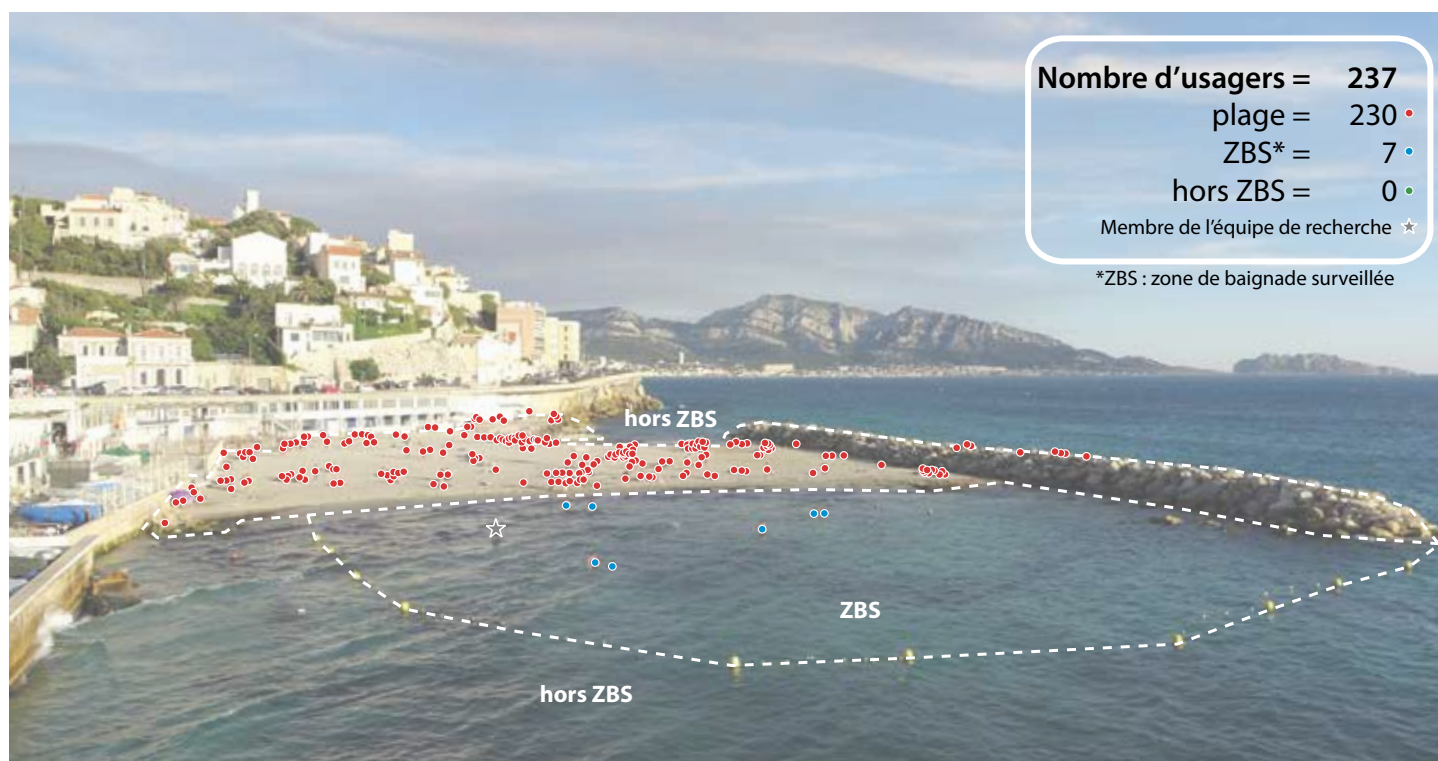 Nombre d’usagers = 237
plage = 230
ZBS* = 7
hors ZBS = 0
Membre de l’équipe de recherche
*ZBS : zone de baignade surveillée
hors ZBS
ZBS
hors ZBS